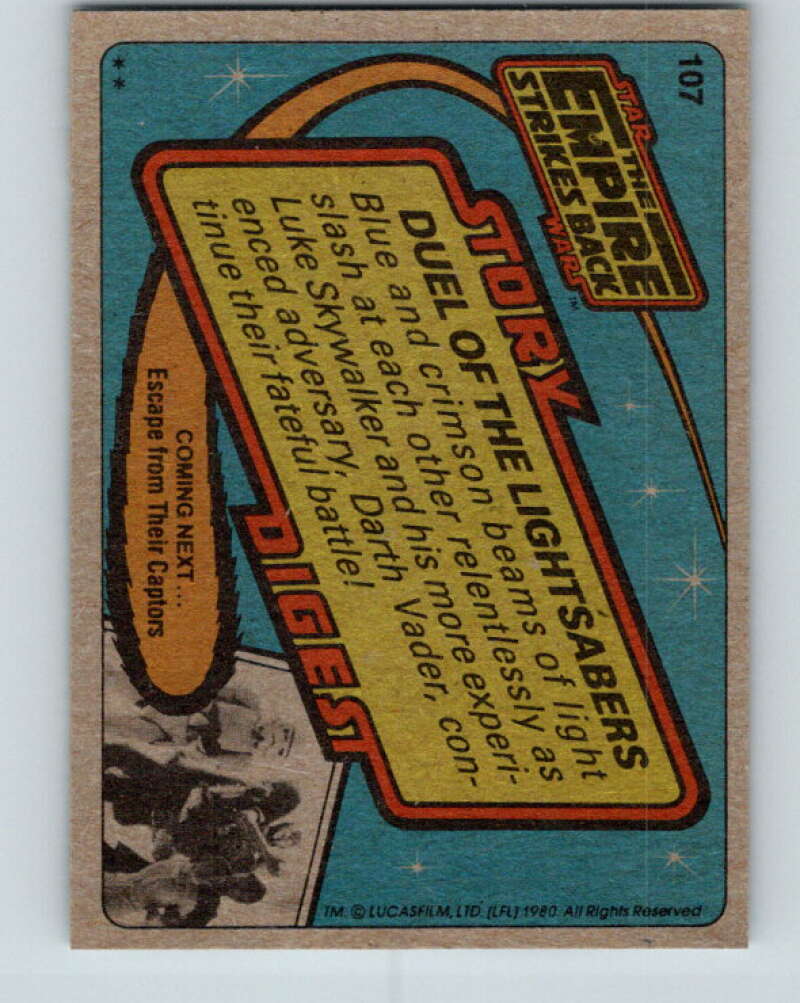 107
STAR WARS
THE
EMPIRE
STRIKES BACK
™
STORY DIGEST
DUEL OF THE LIGHTSABERS
Blue and crimson beams of light
slash at each other relentlessly as
Luke Skywalker and his more experi-
enced adversary, Darth Vader, con-
tinue their fateful battle!
COMING NEXT...
Escape from Their Captors
**
TM: © LUCASFILM, LTD. (LFL) 1980. All Rights Reserved